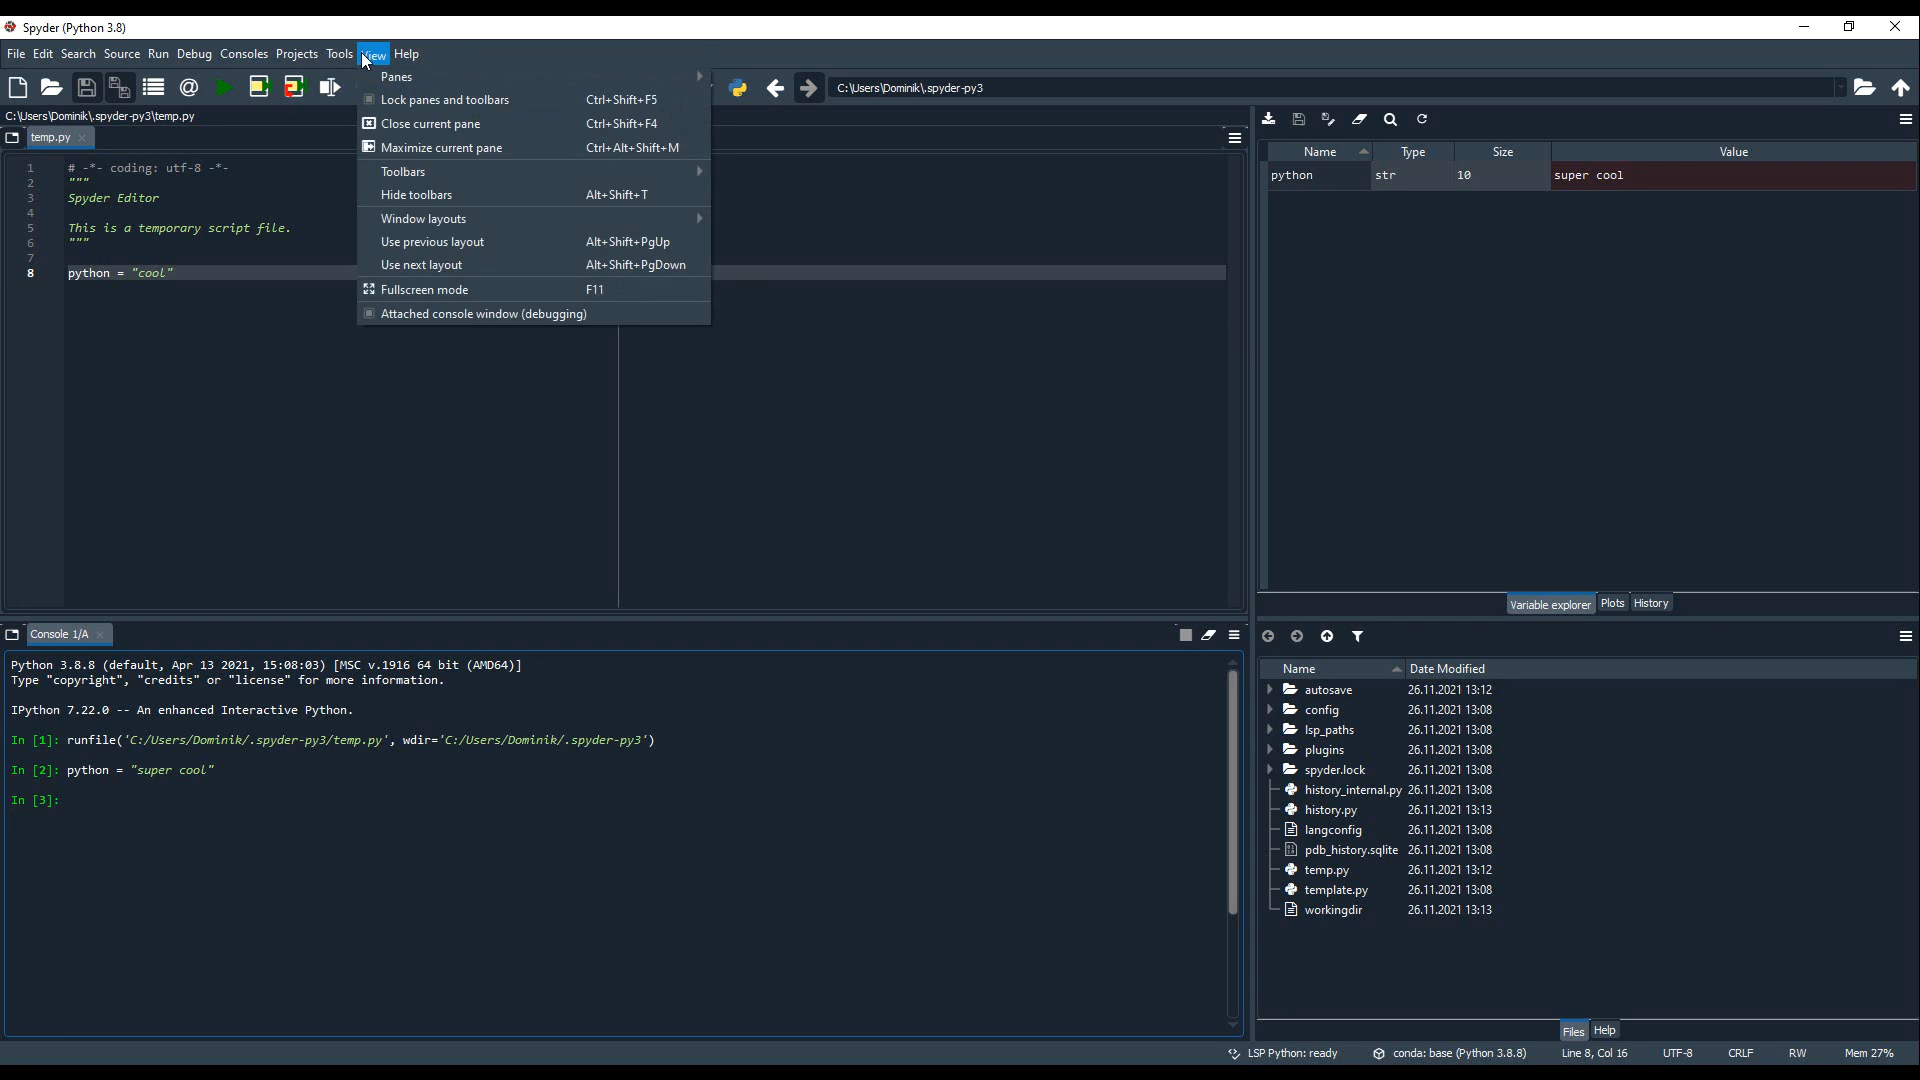 Spyder (Python 3.8)
File Edit Search Source Run Debug Consoles Projects Tools View Help
C:\Users\Dominik\.spyder-py3
C:\Users\Dominik\.spyder-py3\temp.py
temp.py
1 # -*- coding: utf-8 -*-
2 """
3 Spyder Editor
4
5 This is a temporary script file.
6 """
7
8 python = "cool"
Panes
Lock panes and toolbars Ctrl+Shift+F5
Close current pane Ctrl+Shift+F4
Maximize current pane Ctrl+Alt+Shift+M
Toolbars
Hide toolbars Alt+Shift+T
Window layouts
Use previous layout Alt+Shift+PgUp
Use next layout Alt+Shift+PgDown
Fullscreen mode F11
Attached console window (debugging)
Name Type Size Value
python str 10 super cool
Variable explorer Plots History
Console 1/A
Python 3.8.8 (default, Apr 13 2021, 15:08:03) [MSC v.1916 64 bit (AMD64)]
Type "copyright", "credits" or "license" for more information.
IPython 7.22.0 -- An enhanced Interactive Python.
In [1]: runfile('C:/Users/Dominik/.spyder-py3/temp.py', wdir='C:/Users/Dominik/.spyder-py3')
In [2]: python = "super cool"
In [3]:
Name Date Modified
autosave 26.11.2021 13:12
config 26.11.2021 13:08
lsp_paths 26.11.2021 13:08
plugins 26.11.2021 13:08
spyder.lock 26.11.2021 13:08
history_internal.py 26.11.2021 13:08
history.py 26.11.2021 13:13
langconfig 26.11.2021 13:08
pdb_history.sqlite 26.11.2021 13:08
temp.py 26.11.2021 13:12
template.py 26.11.2021 13:08
workingdir 26.11.2021 13:13
Files Help
LSP Python: ready conda: base (Python 3.8.8) Line 8, Col 16 UTF-8 CRLF RW Mem 27%